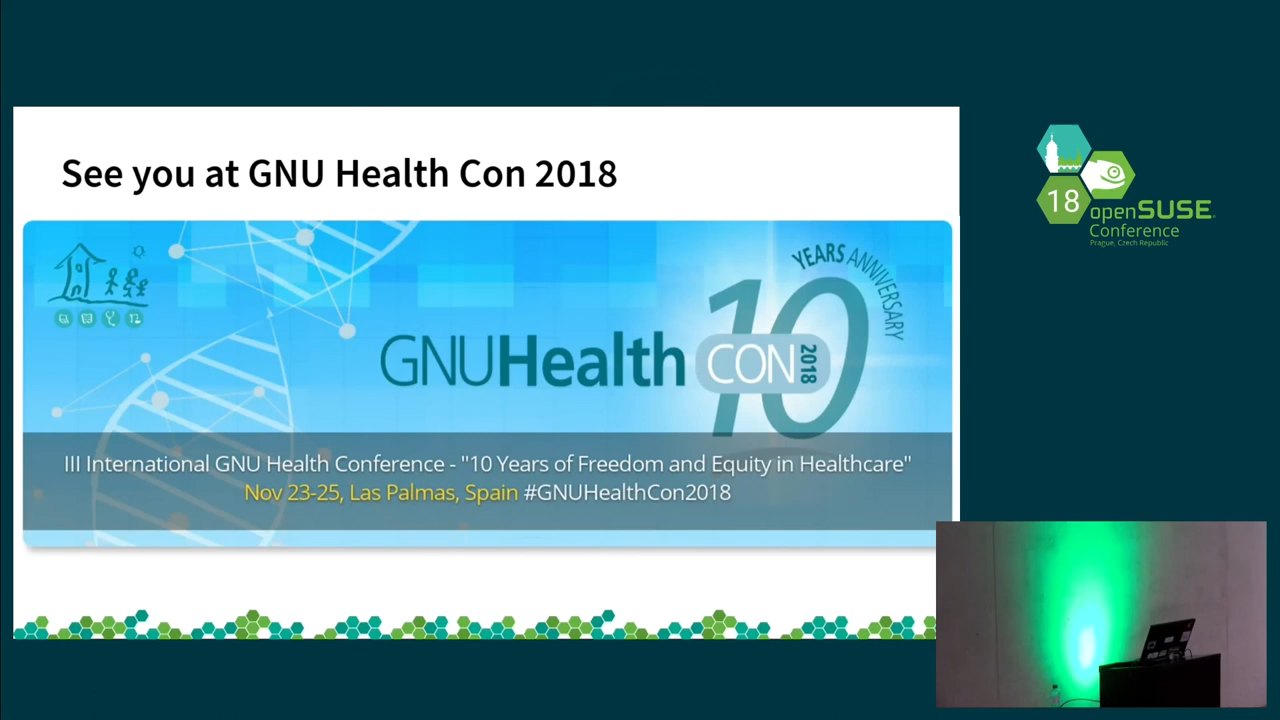 See you at GNU Health Con 2018
YEARS ANNIVERSARY
10
GNUHealth CON 2018
III International GNU Health Conference - "10 Years of Freedom and Equity in Healthcare"
Nov 23-25, Las Palmas, Spain #GNUHealthCon2018
18
openSUSE
Conference
Prague, Czech Republic